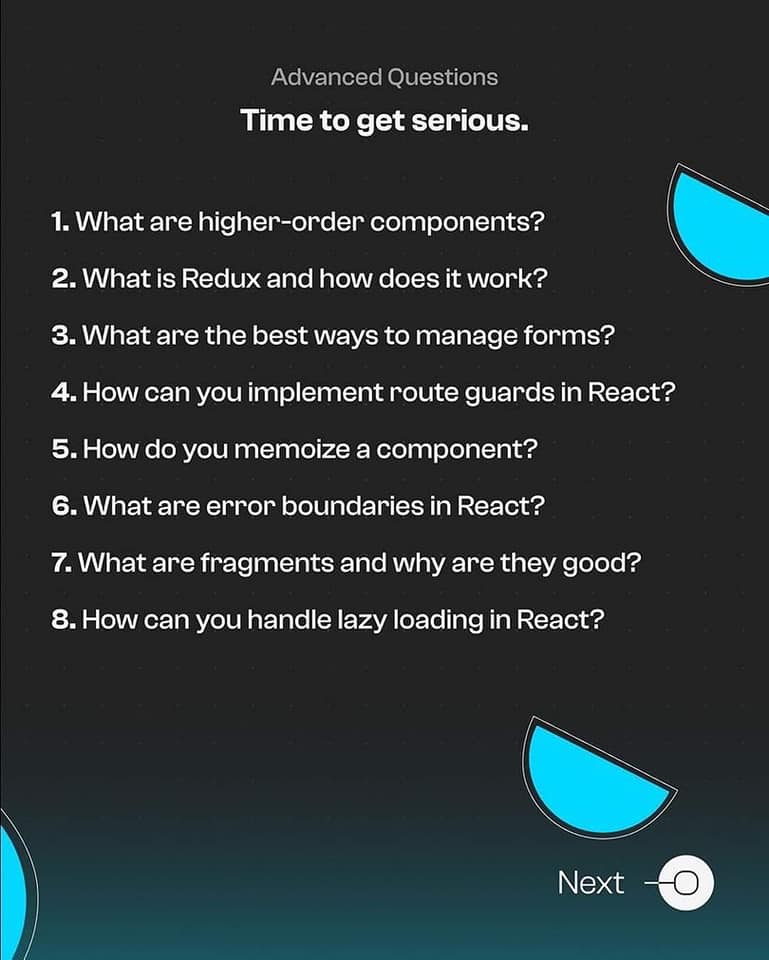 Advanced Questions
Time to get serious.
1. What are higher-order components?
2. What is Redux and how does it work?
3. What are the best ways to manage forms?
4. How can you implement route guards in React?
5. How do you memoize a component?
6. What are error boundaries in React?
7. What are fragments and why are they good?
8. How can you handle lazy loading in React?
Next